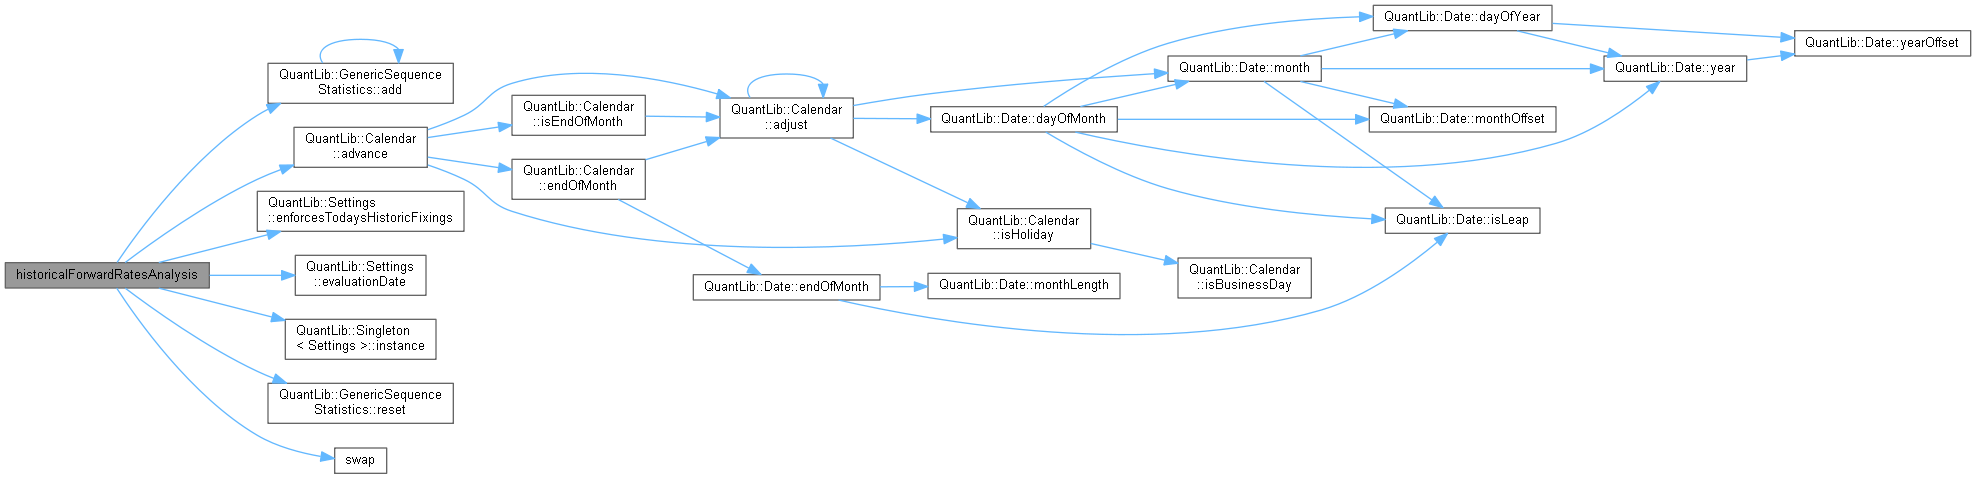 historicalForwardRatesAnalysis
QuantLib::GenericSequence
Statistics::add
QuantLib::Calendar
::advance
QuantLib::Settings
::enforcesTodaysHistoricFixings
QuantLib::Settings
::evaluationDate
QuantLib::Singleton
< Settings >::instance
QuantLib::GenericSequence
Statistics::reset
swap
QuantLib::Calendar
::isEndOfMonth
QuantLib::Calendar
::endOfMonth
QuantLib::Calendar
::adjust
QuantLib::Date::endOfMonth
QuantLib::Date::dayOfMonth
QuantLib::Calendar
::isHoliday
QuantLib::Date::monthLength
QuantLib::Date::month
QuantLib::Calendar
::isBusinessDay
QuantLib::Date::dayOfYear
QuantLib::Date::monthOffset
QuantLib::Date::isLeap
QuantLib::Date::year
QuantLib::Date::yearOffset